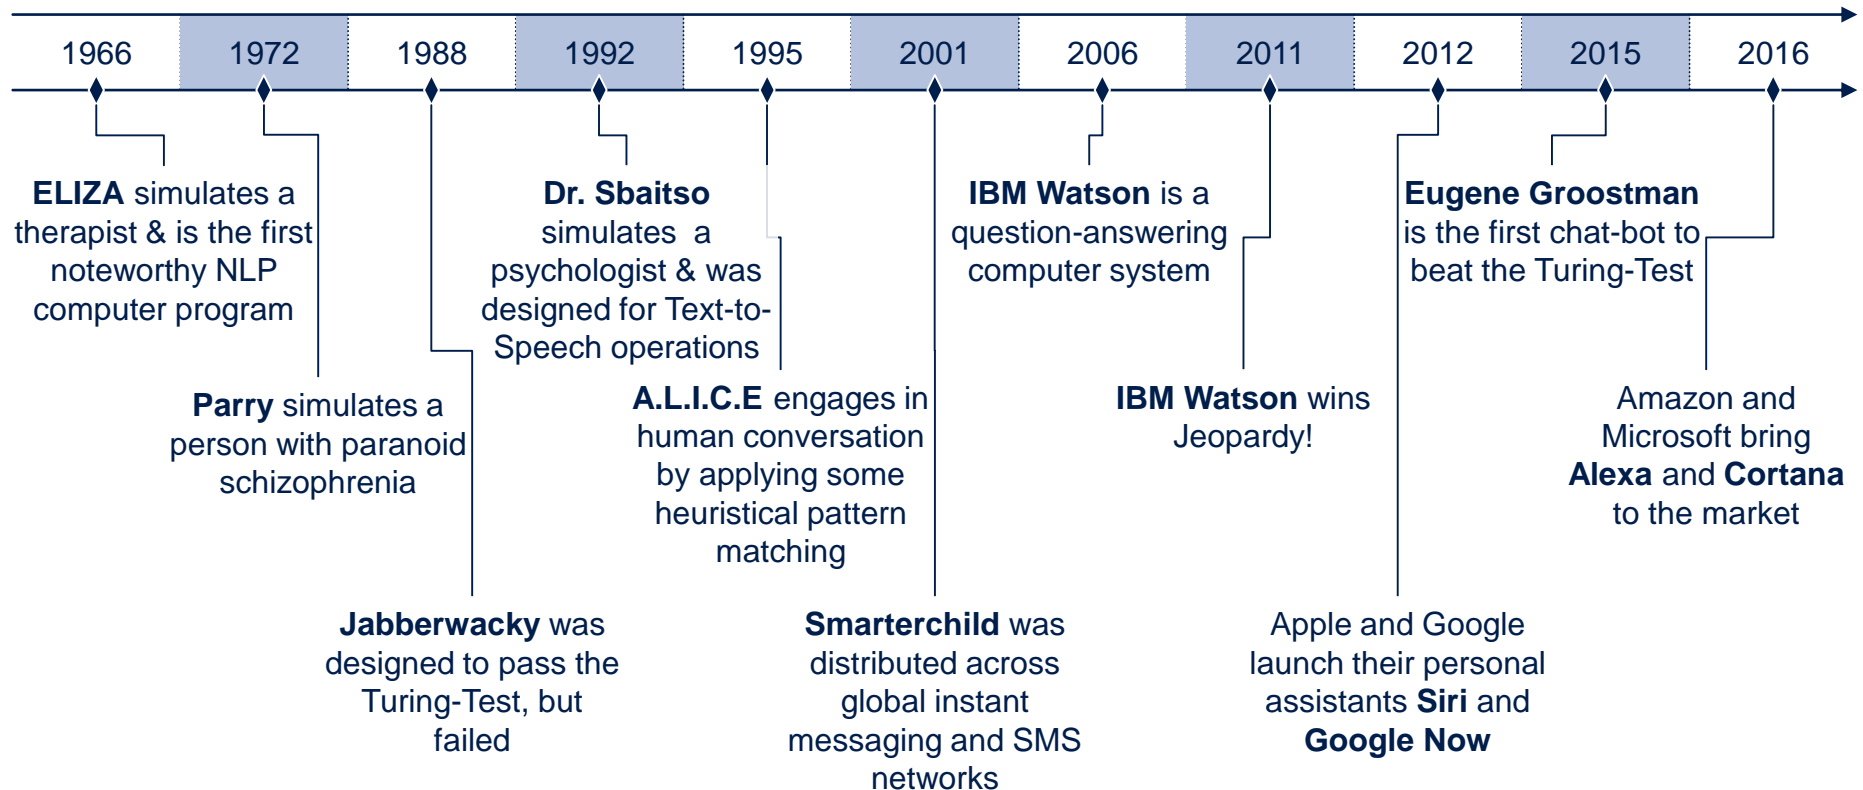 1966
1972
1988
1992
1995
2001
2006
2011
2012
2015
2016
ELIZA simulates a
therapist & is the first
noteworthy NLP
computer program
Parry simulates a
person with paranoid
schizophrenia
Jabberwacky was
designed to pass the
Turing-Test, but
failed
Dr. Sbaitso
simulates a
psychologist & was
designed for Text-to-
Speech operations
A.L.I.C.E engages in
human conversation
by applying some
heuristical pattern
matching
Smarterchild was
distributed across
global instant
messaging and SMS
networks
IBM Watson is a
question-answering
computer system
IBM Watson wins
Jeopardy!
Apple and Google
launch their personal
assistants Siri and
Google Now
Eugene Groostman
is the first chat-bot to
beat the Turing-Test
Amazon and
Microsoft bring
Alexa and Cortana
to the market